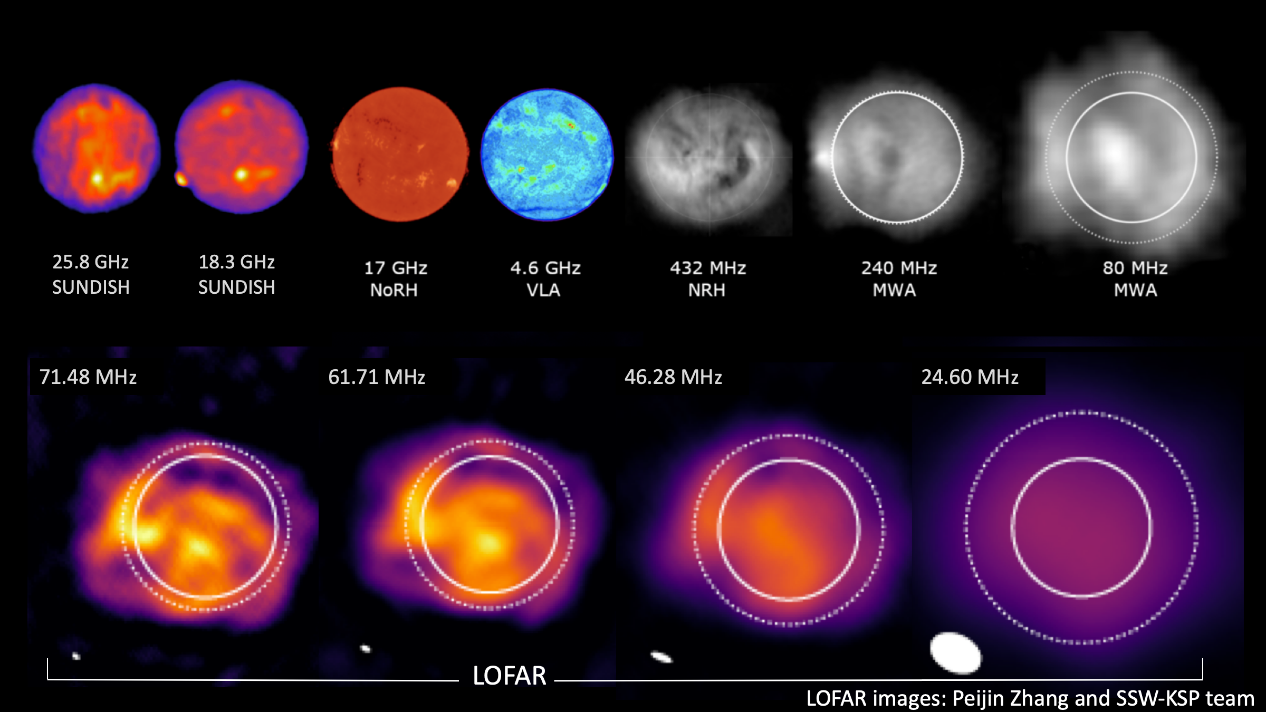 25.8 GHz
SUNDISH
18.3 GHz
SUNDISH
17 GHz
NoRH
4.6 GHz
VLA
432 MHz
NRH
240 MHz
MWA
80 MHz
MWA
71.48 MHz
61.71 MHz
46.28 MHz
24.60 MHz
LOFAR
LOFAR images: Peijin Zhang and SSW-KSP team